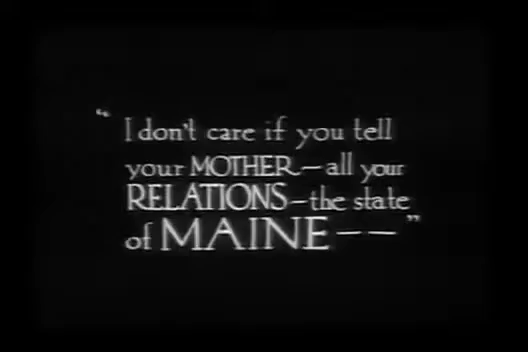 "I don't care if you tell
your MOTHER—all your
RELATIONS—the state
of MAINE——"